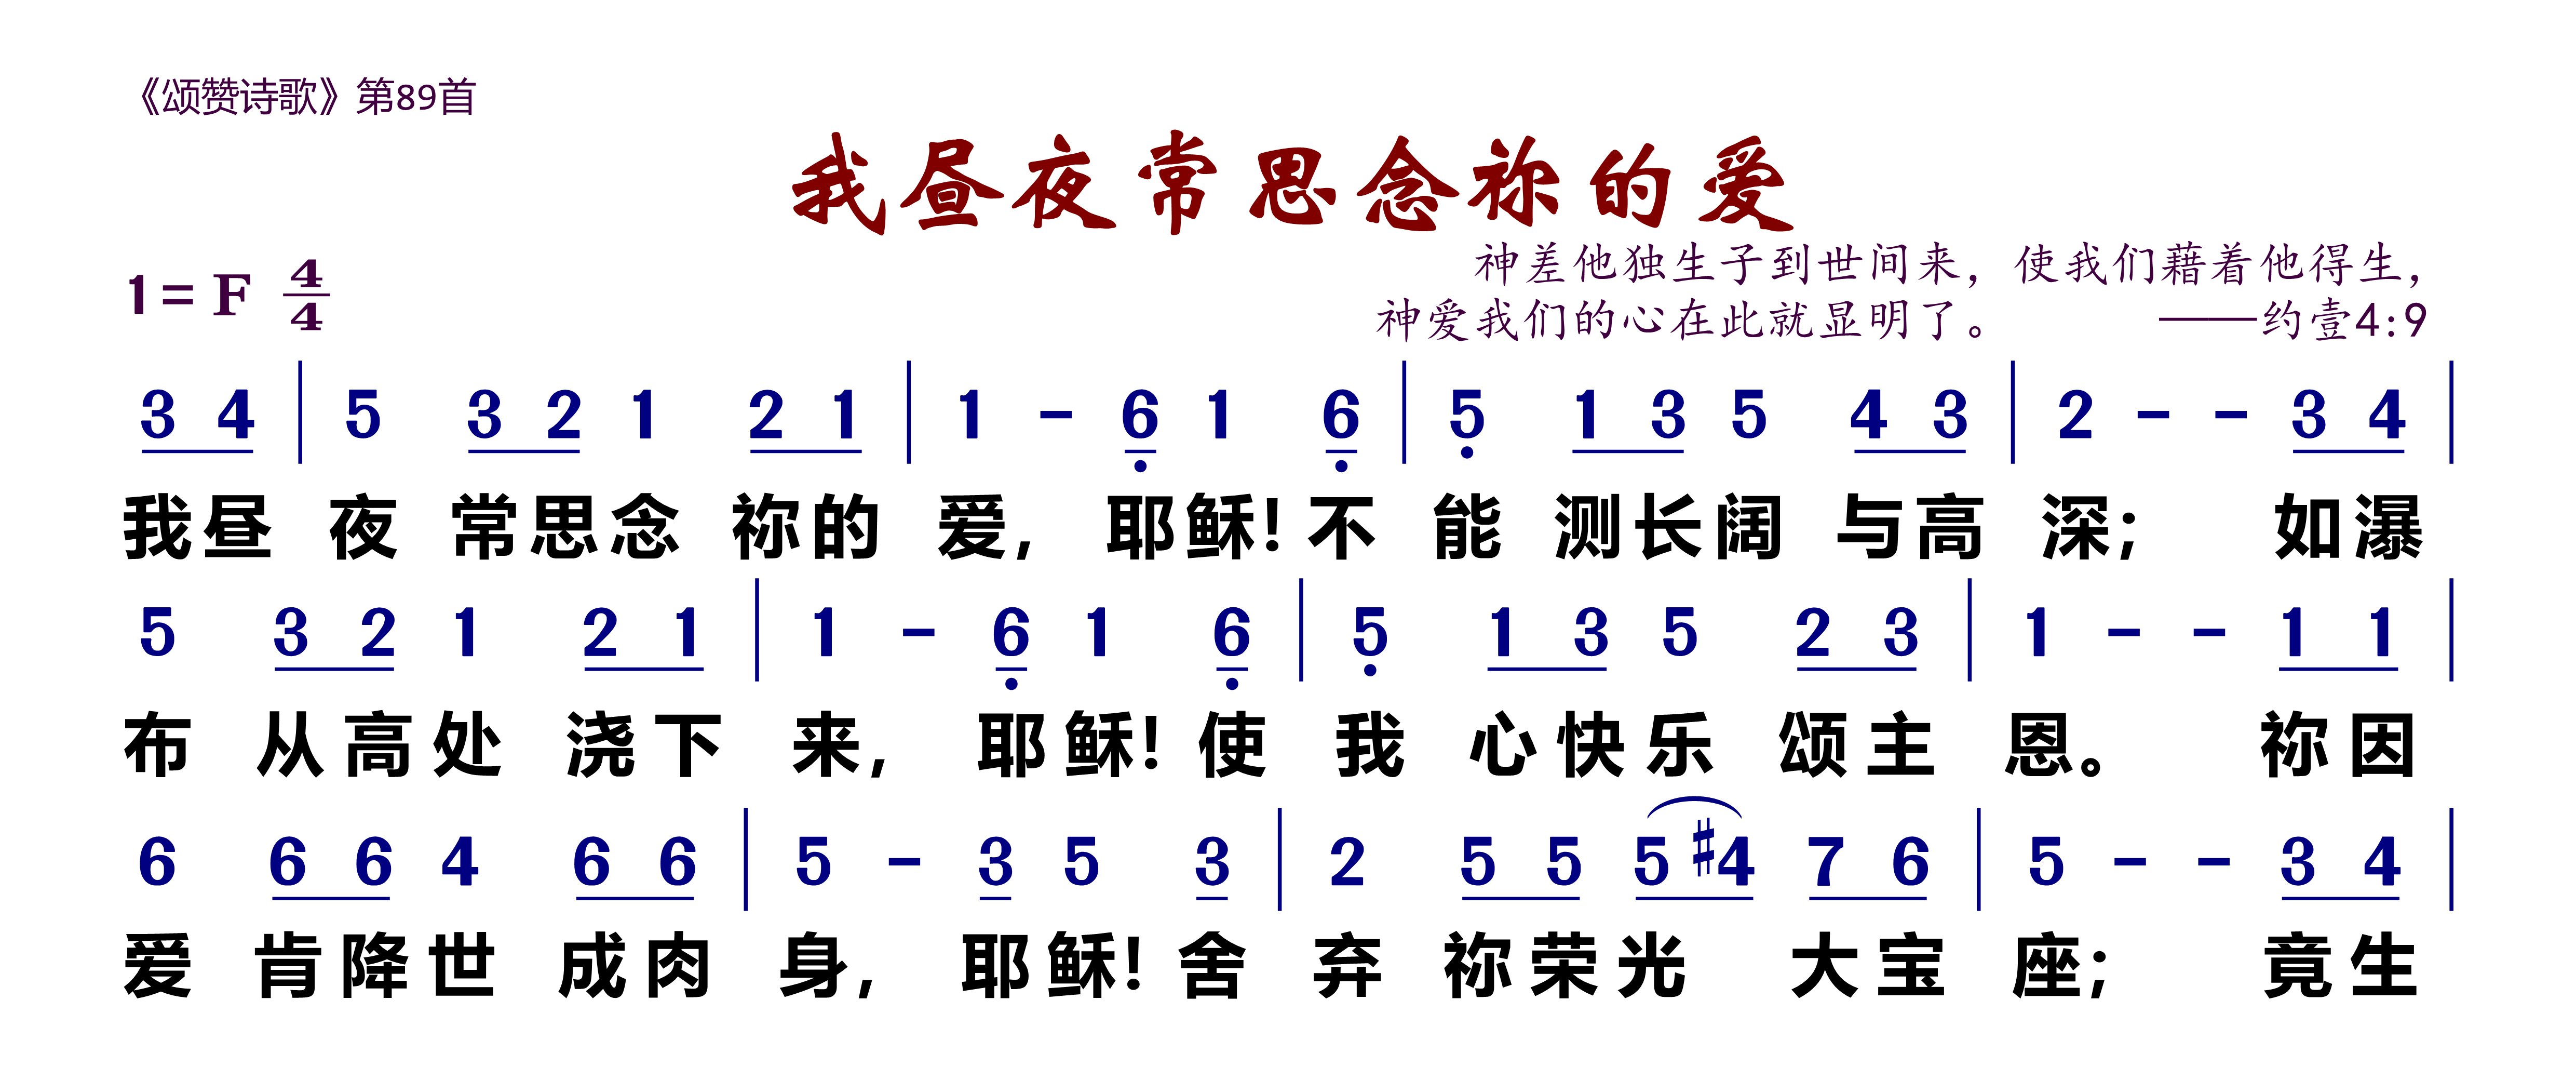 《颂赞诗歌》第89首
我昼夜常思念祢的爱
神差他独生子到世间来，使我们藉着他得生，
1 = F 4/4
神爱我们的心在此就显明了。 ——约壹4:9
3 4 | 5 3 2 1 2 1 | 1 – 6 1 6 | 5 1 3 5 4 3 | 2 – – 3 4 |
我昼 夜 常思念 祢的 爱, 耶稣! 不 能 测长阔 与高 深; 如瀑
5 3 2 1 2 1 | 1 – 6 1 6 | 5 1 3 5 2 3 | 1 – – 1 1 |
布 从高处 浇下 来, 耶稣! 使 我 心快乐 颂主 恩。 祢因
6 6 6 4 6 6 | 5 – 3 5 3 | 2 5 5 5 #4 7 6 | 5 – – 3 4 |
爱 肯降世 成肉 身, 耶稣! 舍 弃 祢荣光 大宝 座; 竟生